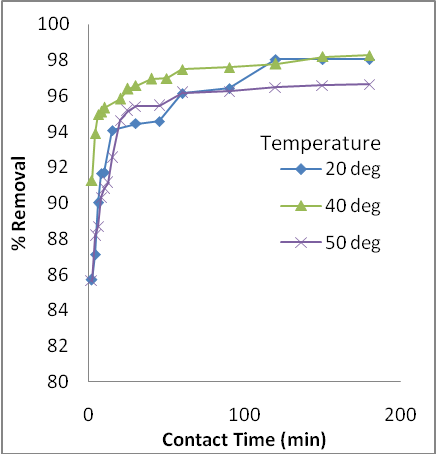 100
98
96
94
92
90
88
86
84
82
80
% Removal
Temperature
20 deg
40 deg
50 deg
0
100
200
Contact Time (min)